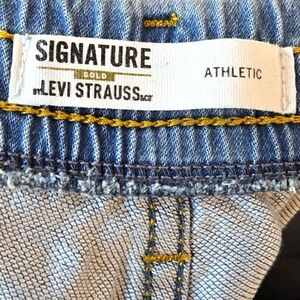 SIGNATURE
GOLD
BY LEVI STRAUSS &CO
ATHLETIC